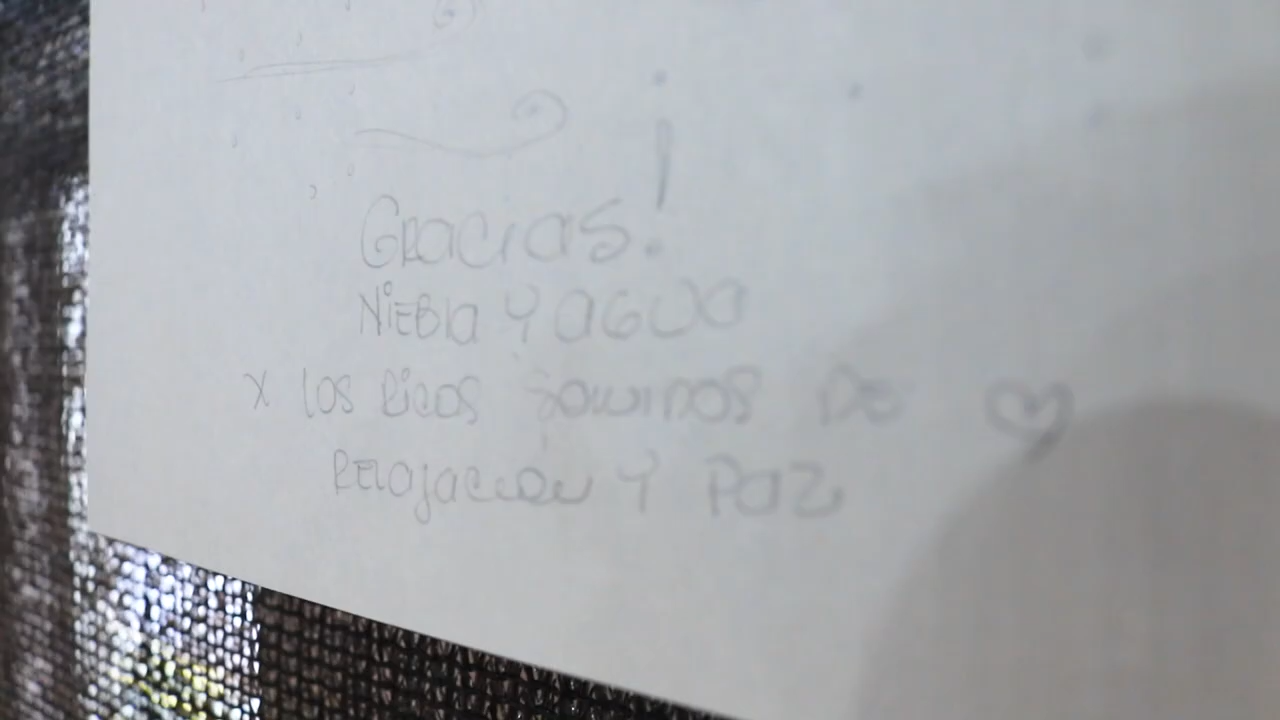 Gracias!
Niebla y agua
x los ricos sonidos de
relajación y paz